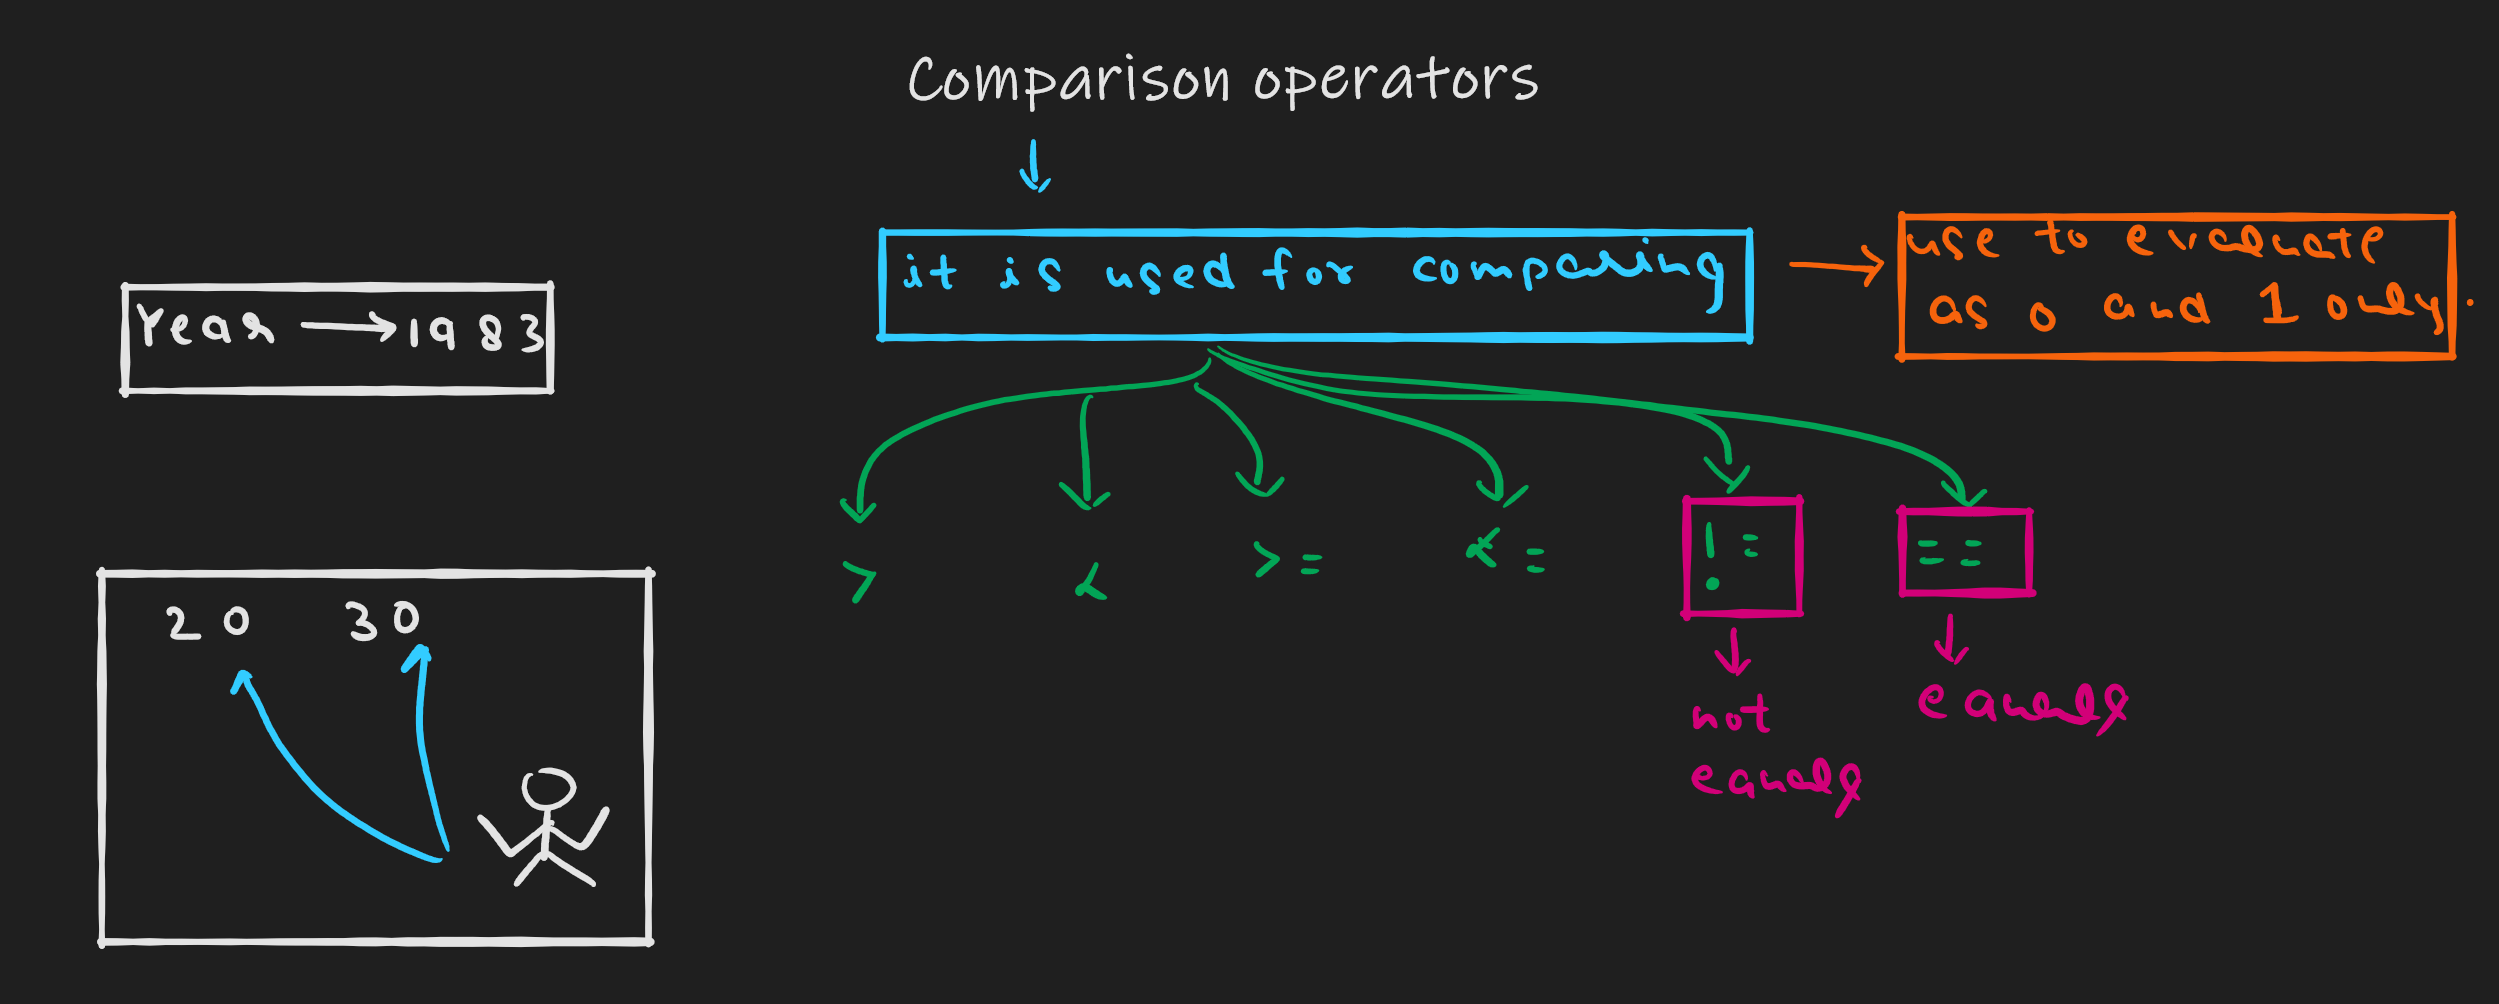 Comparison operators
it is used for comparing
use to evaluate
as 0 and 1 only.
Year → 1983
> < >= <= != ==
20 30
not
equals
equals